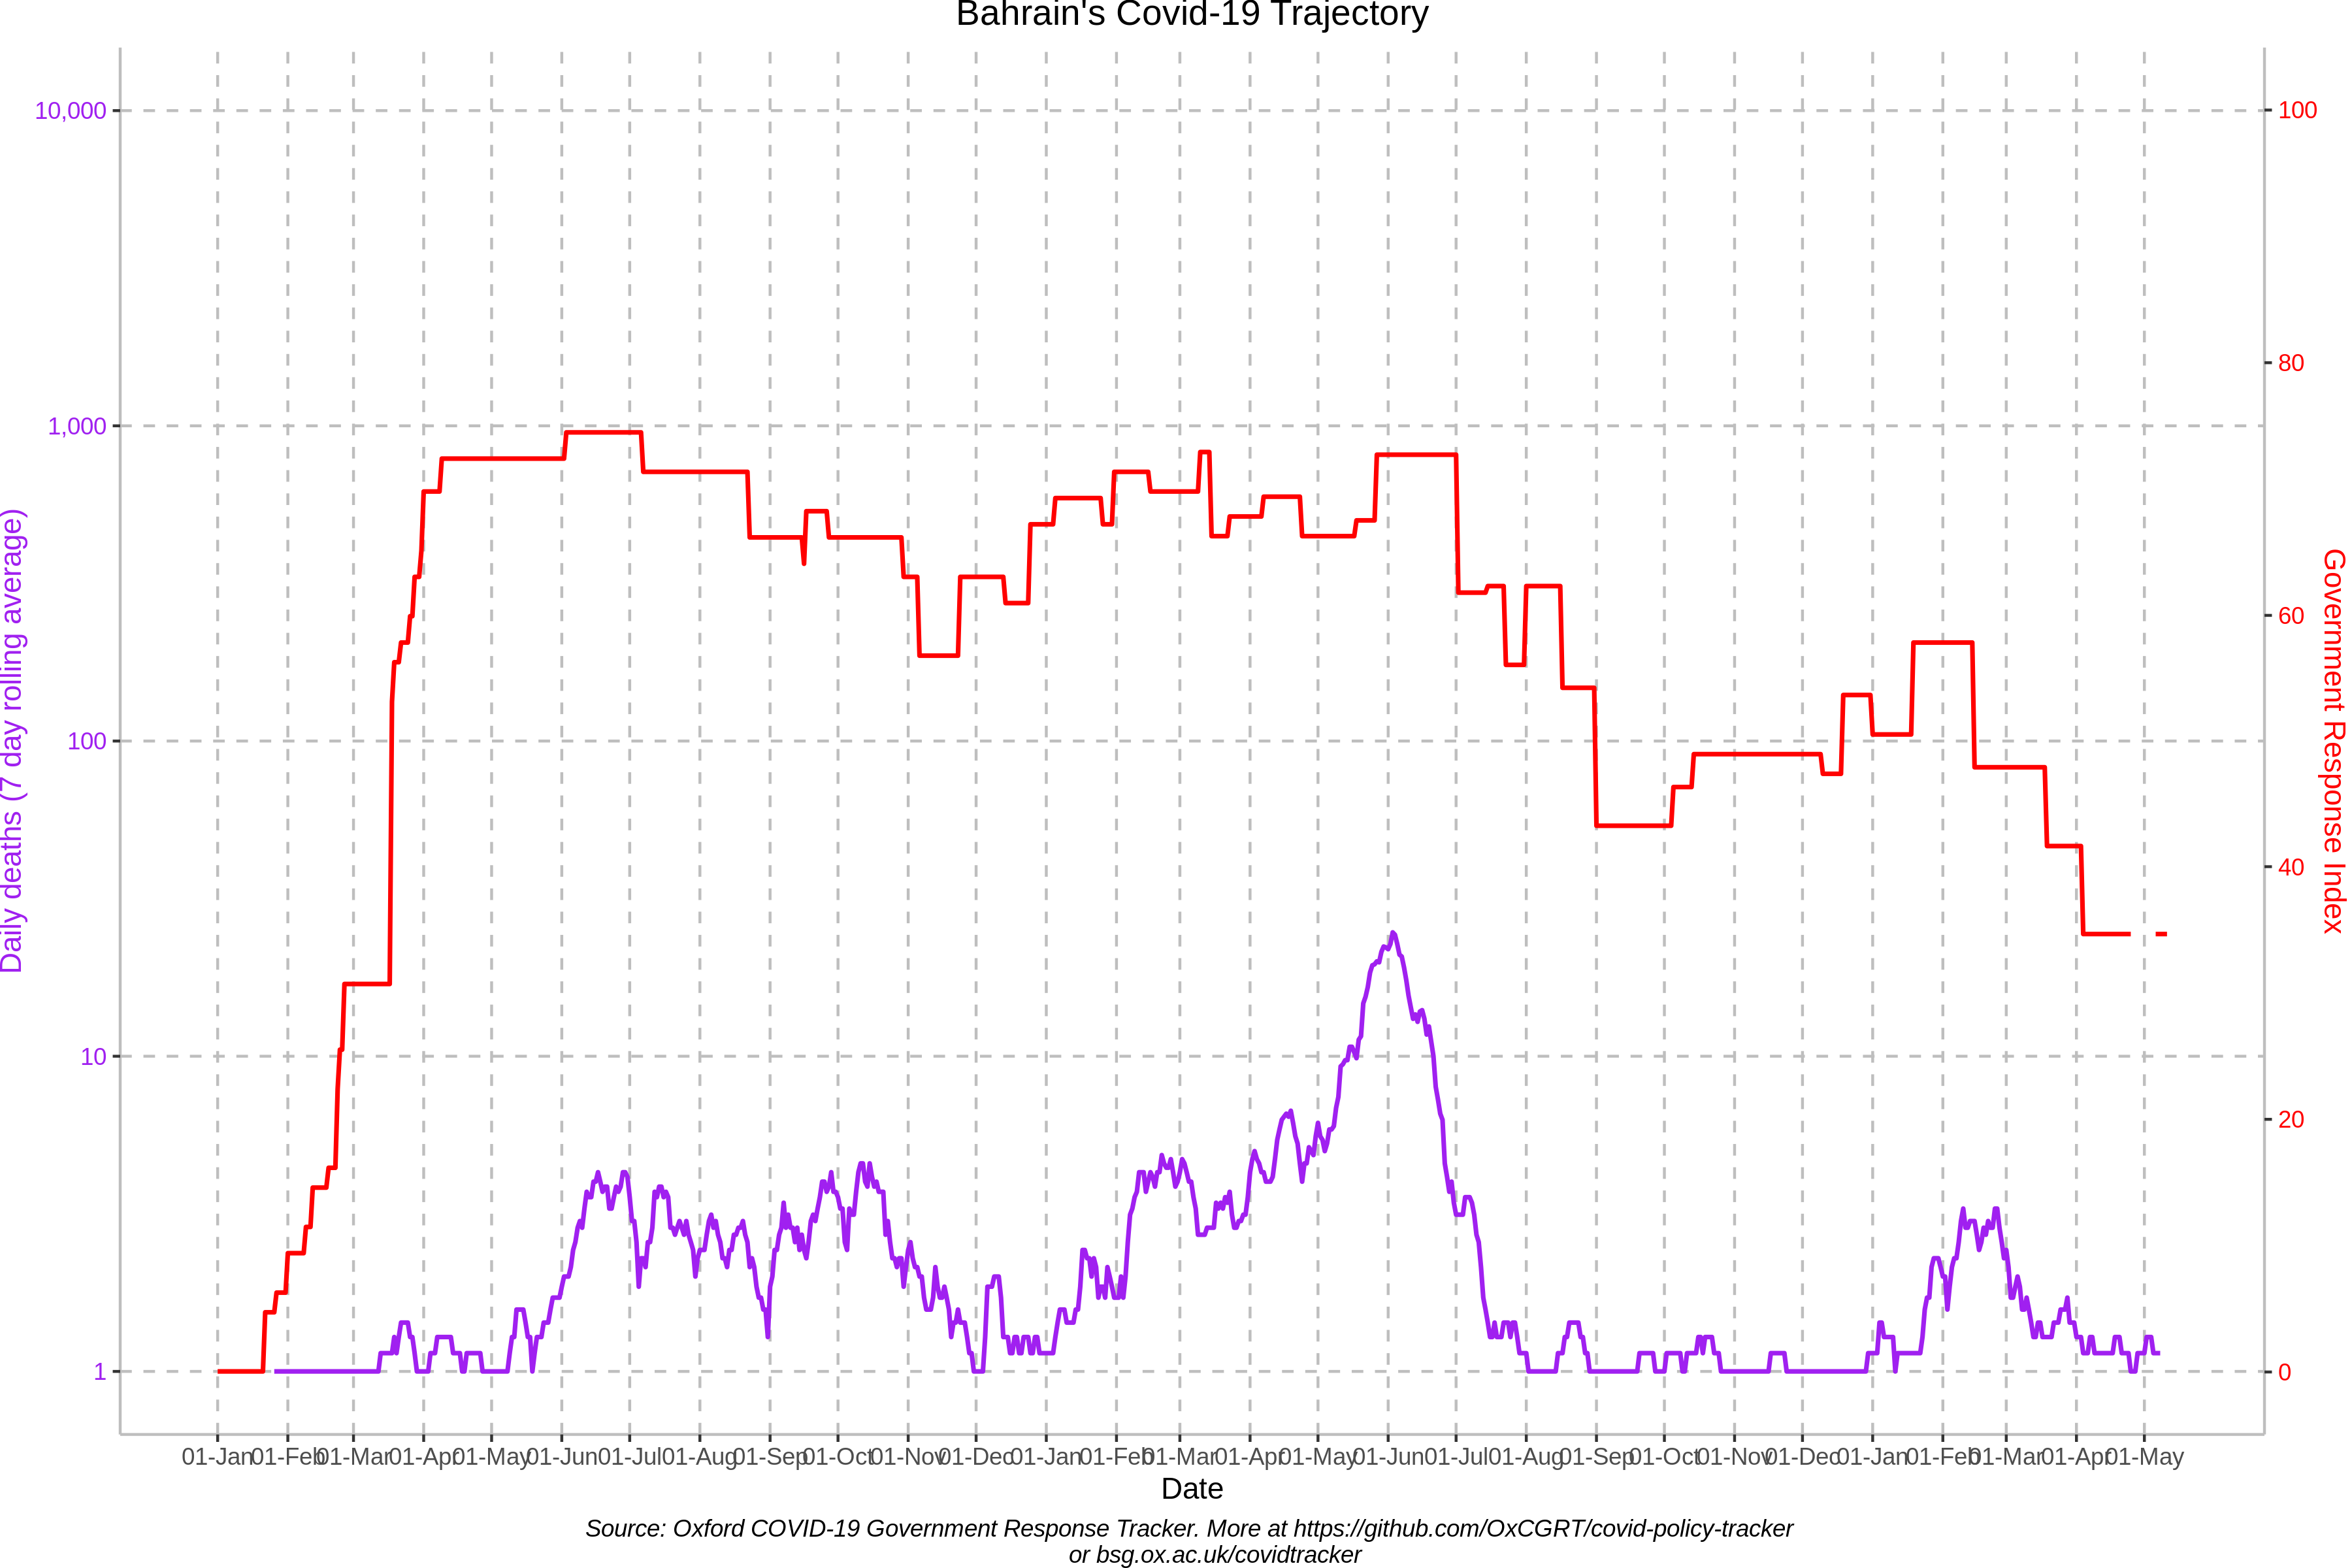 Bahrain's Covid-19 Trajectory
10,000
1,000
100
10
1
Daily deaths (7 day rolling average)
100
80
60
40
20
0
Government Response Index
01-Jan 01-Feb 01-Mar 01-Apr 01-May 01-Jun 01-Jul 01-Aug 01-Sep 01-Oct 01-Nov 01-Dec 01-Jan 01-Feb 01-Mar 01-Apr 01-May 01-Jun 01-Jul 01-Aug 01-Sep 01-Oct 01-Nov 01-Dec 01-Jan 01-Feb 01-Mar 01-Apr 01-May
Date
Source: Oxford COVID-19 Government Response Tracker. More at https://github.com/OxCGRT/covid-policy-tracker
or bsg.ox.ac.uk/covidtracker